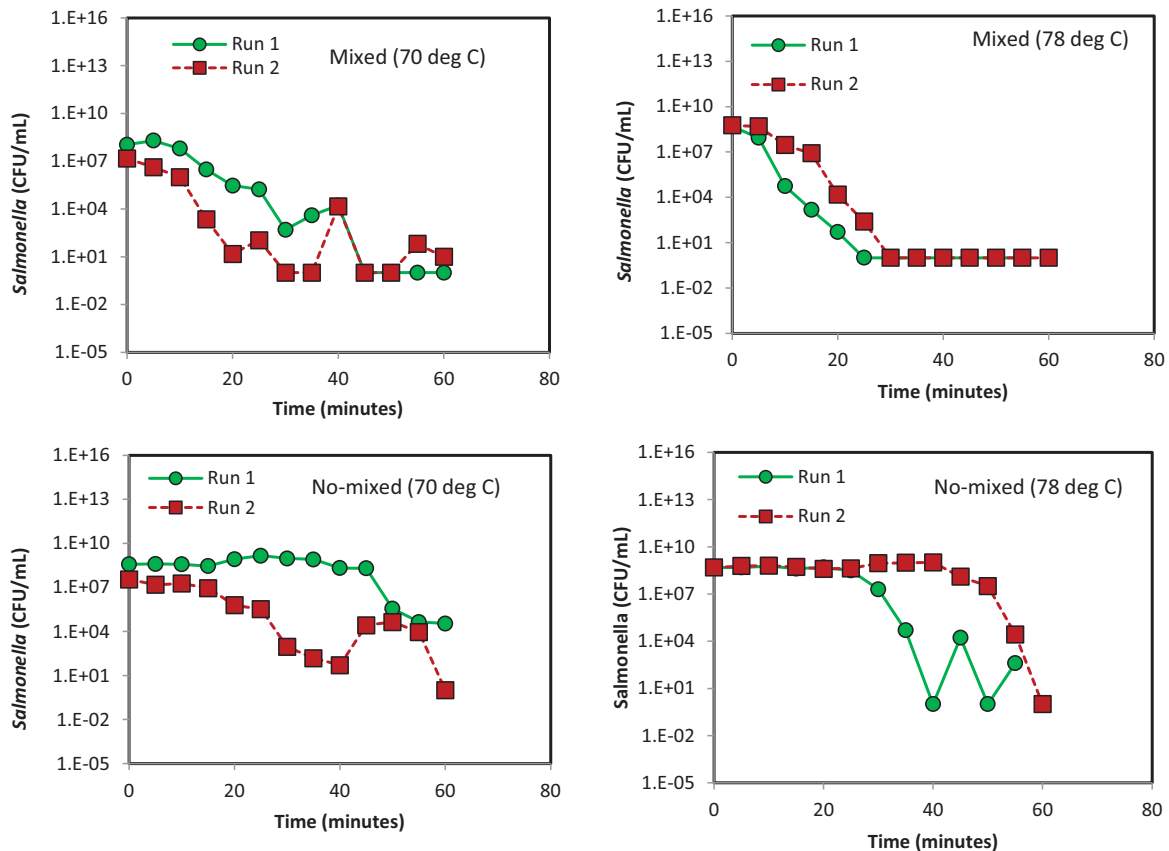 1.E+16
1.E+13
1.E+10
1.E+07
1.E+04
1.E+01
1.E-02
1.E-05
Salmonella (CFU/mL)
Run 1
Run 2
Mixed (70 deg C)
0 20 40 60 80
Time (minutes)
1.E+16
1.E+13
1.E+10
1.E+07
1.E+04
1.E+01
1.E-02
1.E-05
Salmonella (CFU/mL)
Run 1
Run 2
Mixed (78 deg C)
0 20 40 60 80
Time (minutes)
1.E+16
1.E+13
1.E+10
1.E+07
1.E+04
1.E+01
1.E-02
1.E-05
Salmonella (CFU/mL)
Run 1
Run 2
No-mixed (70 deg C)
0 20 40 60 80
Time (minutes)
1.E+16
1.E+13
1.E+10
1.E+07
1.E+04
1.E+01
1.E-02
1.E-05
Salmonella (CFU/mL)
Run 1
Run 2
No-mixed (78 deg C)
0 20 40 60 80
Time (minutes)